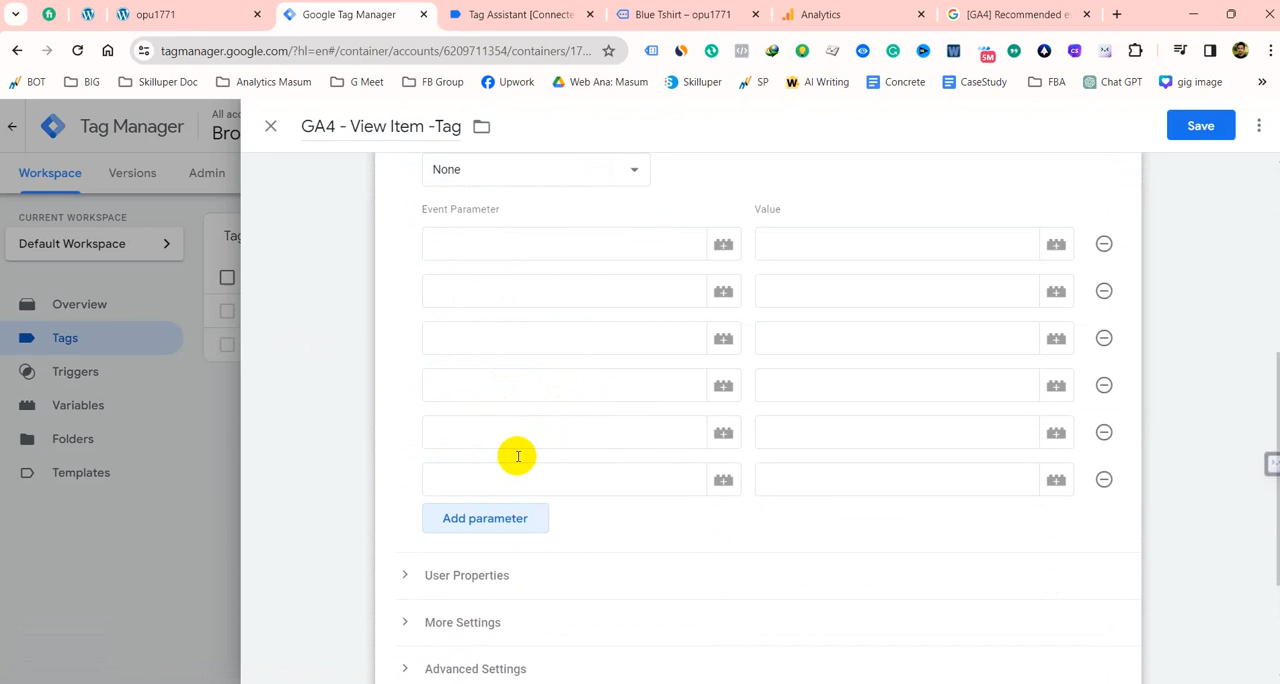 opu1771
Google Tag Manager
Tag Assistant [Connecte
Blue Tshirt – opu1771
Analytics
[GA4] Recommended e
tagmanager.google.com/?hl=en#/container/accounts/6209711354/containers/17...
SM
BOT
BIG
Skilluper Doc
Analytics Masum
G Meet
FB Group
Upwork
Web Ana: Masum
Skilluper
SP
AI Writing
Concrete
CaseStudy
FBA
Chat GPT
gig image
Tag Manager
All acc
Bro
GA4 - View Item -Tag
Save
Workspace
Versions
Admin
None
CURRENT WORKSPACE
Default Workspace
Tag
Event Parameter
Value
Overview
Tags
Triggers
Variables
Folders
Templates
Add parameter
User Properties
More Settings
Advanced Settings